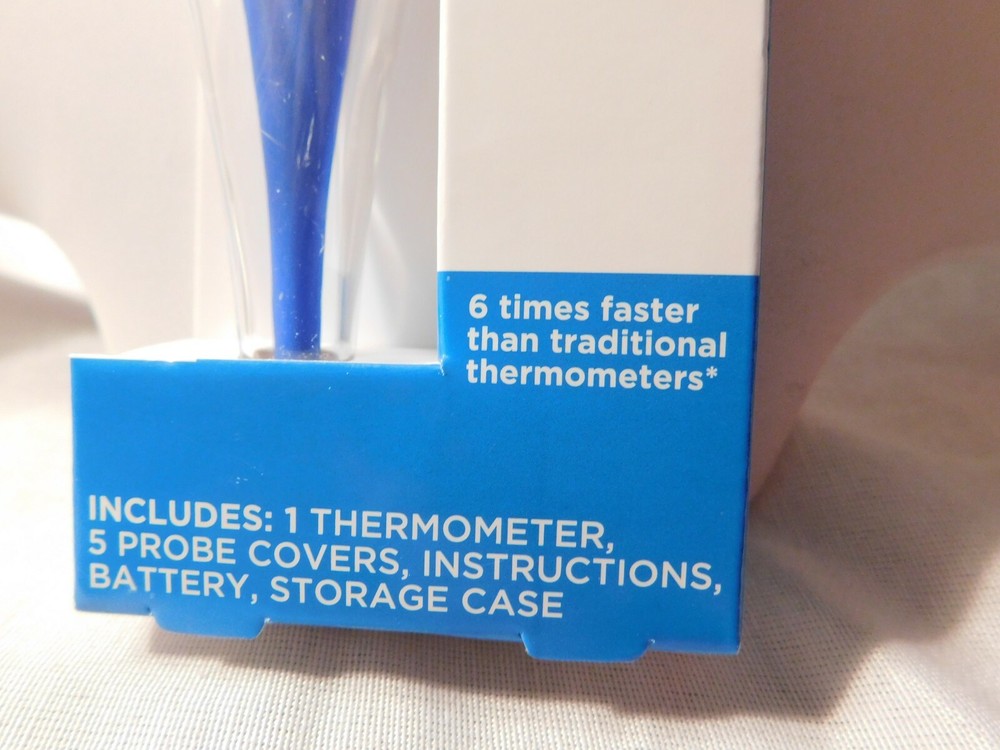 6 times faster
than traditional
thermometers*
INCLUDES: 1 THERMOMETER,
5 PROBE COVERS, INSTRUCTIONS,
BATTERY, STORAGE CASE